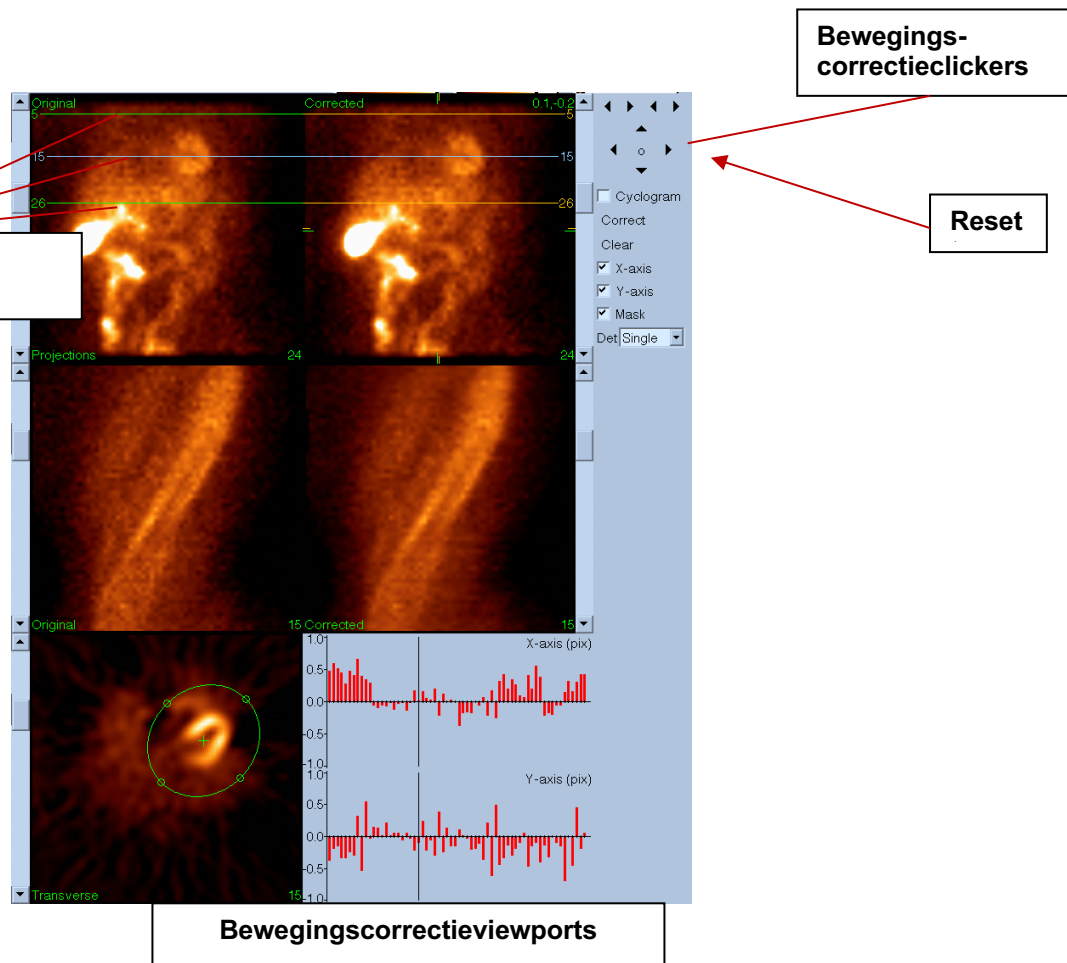 Bewegings-
correctieclickers
Original
Corrected
0.1,-0.2
5
5
15
15
26
26
Cyclogram
Correct
Clear
X-axis
Y-axis
Mask
Det Single
Projections
24
24
Reset
Original
15
Corrected
15
X-axis (pix)
1.0
0.5
0.0
-0.5
-1.0
Y-axis (pix)
1.0
0.5
0.0
-0.5
-1.0
Transverse
15
Bewegingscorrectieviewports